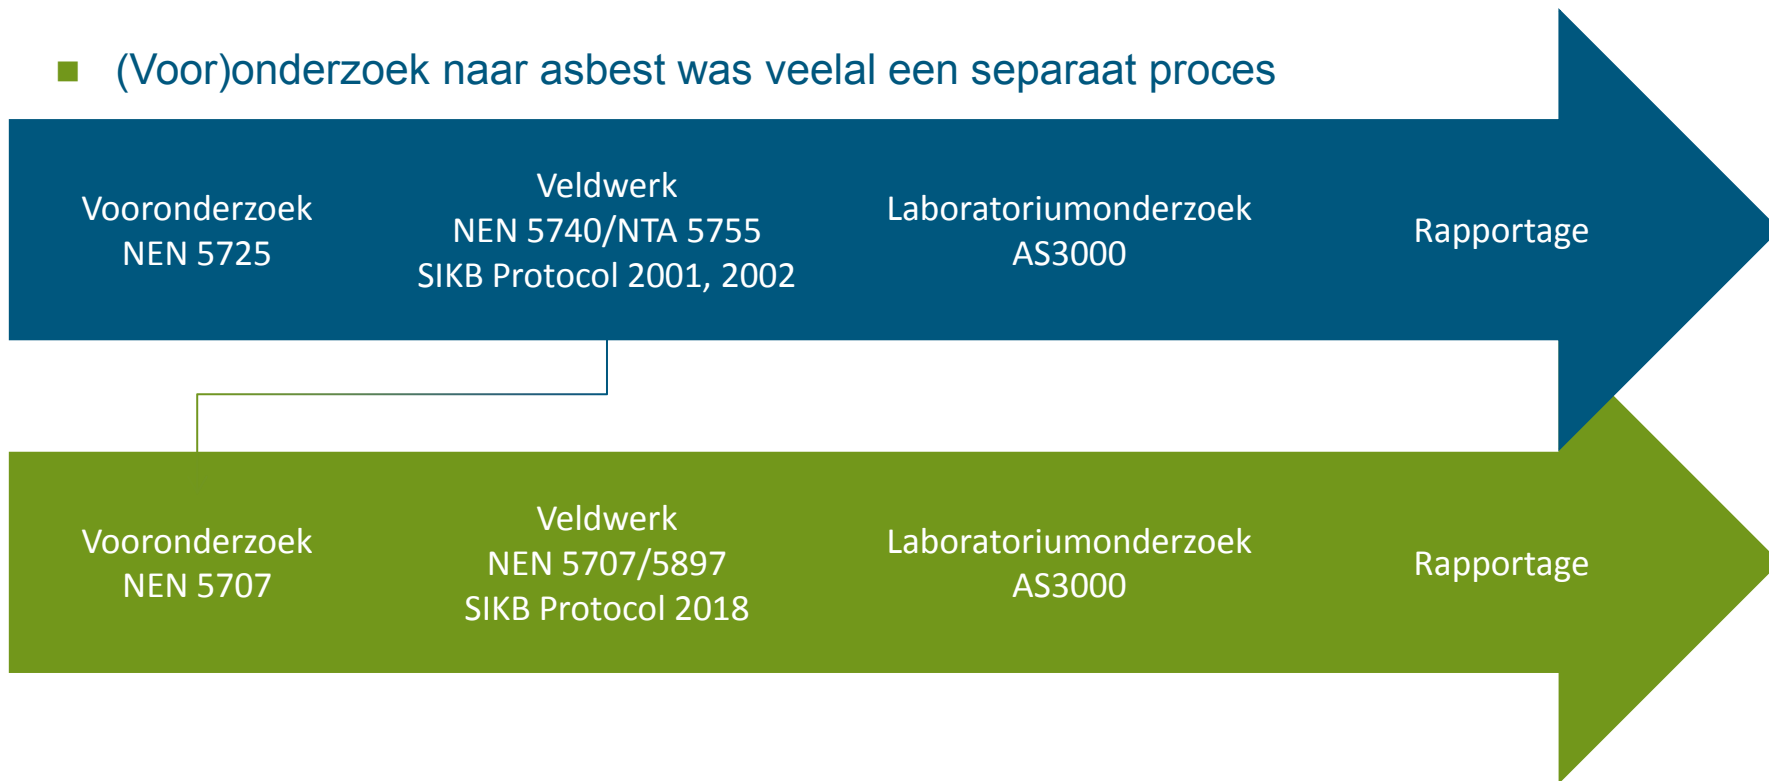 (Voor)onderzoek naar asbest was veelal een separaat proces
Vooronderzoek
NEN 5725
Veldwerk
NEN 5740/NTA 5755
SIKB Protocol 2001, 2002
Laboratoriumonderzoek
AS3000
Rapportage
Vooronderzoek
NEN 5707
Veldwerk
NEN 5707/5897
SIKB Protocol 2018
Laboratoriumonderzoek
AS3000
Rapportage